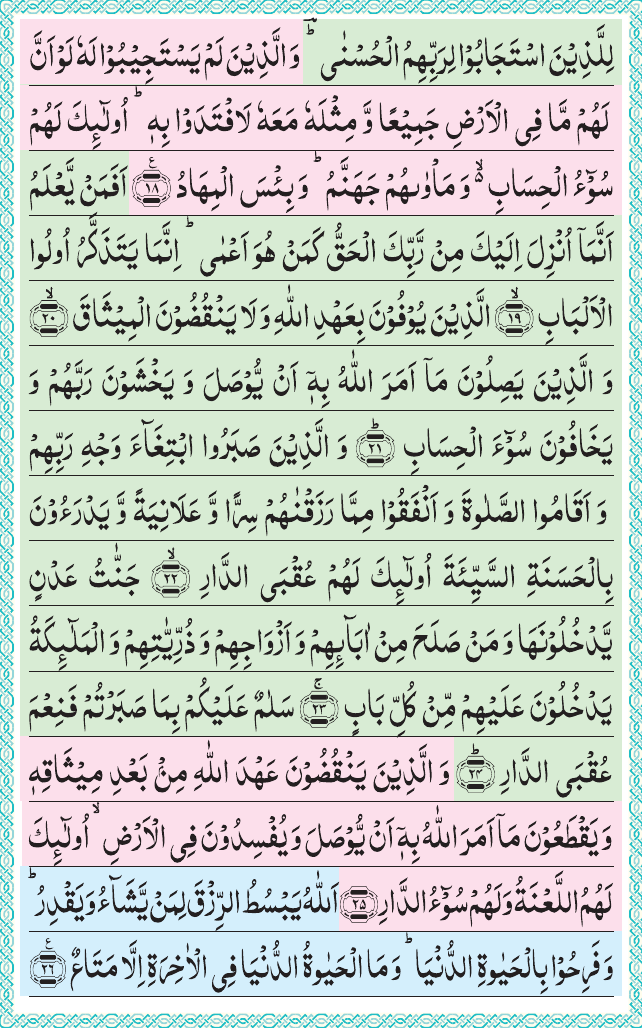 لِلَّذِیۡنَ اسۡتَجَابُوۡا لِرَبِّهِمُ الۡحُسۡنٰی ؕؔ وَ الَّذِیۡنَ لَمۡ یَسۡتَجِیۡبُوۡا لَهٗ لَوۡ اَنَّ
لَهُمۡ مَّا فِی الۡاَرۡضِ جَمِیۡعًا وَّ مِثۡلَهٗ مَعَهٗ لَافۡتَدَوۡا بِهٖ ؕ اُولٰٓئِكَ لَهُمۡ
سُوۡٓءُ الۡحِسَابِ ۬ۙ وَ مَاۡوٰىهُمۡ جَهَنَّمُ ؕ وَ بِئۡسَ الۡمِهَادُ ﴿۱۸﴾ع اَفَمَنۡ یَّعۡلَمُ
اَنَّمَاۤ اُنۡزِلَ اِلَیۡكَ مِنۡ رَّبِّكَ الۡحَقُّ كَمَنۡ هُوَ اَعۡمٰی ؕ اِنَّمَا یَتَذَكَّرُ اُولُوا
الۡاَلۡبَابِ ﴿ۙ۱۹﴾ الَّذِیۡنَ یُوۡفُوۡنَ بِعَهۡدِ اللّٰهِ وَ لَا یَنۡقُضُوۡنَ الۡمِیۡثَاقَ ﴿ۙ۲۰﴾
وَ الَّذِیۡنَ یَصِلُوۡنَ مَاۤ اَمَرَ اللّٰهُ بِهٖۤ اَنۡ یُّوۡصَلَ وَ یَخۡشَوۡنَ رَبَّهُمۡ وَ
یَخَافُوۡنَ سُوۡٓءَ الۡحِسَابِ ﴿ؕ۲۱﴾ وَ الَّذِیۡنَ صَبَرُوا ابۡتِغَآءَ وَجۡهِ رَبِّهِمۡ
وَ اَقَامُوا الصَّلٰوةَ وَ اَنۡفَقُوۡا مِمَّا رَزَقۡنٰهُمۡ سِرًّا وَّ عَلَانِیَةً وَّ یَدۡرَءُوۡنَ
بِالۡحَسَنَةِ السَّیِّئَةَ اُولٰٓئِكَ لَهُمۡ عُقۡبَی الدَّارِ ﴿ۙ۲۲﴾ جَنّٰتُ عَدۡنٍ
یَّدۡخُلُوۡنَهَا وَ مَنۡ صَلَحَ مِنۡ اٰبَآئِهِمۡ وَ اَزۡوَاجِهِمۡ وَ ذُرِّیّٰتِهِمۡ وَ الۡمَلٰٓئِكَةُ
یَدۡخُلُوۡنَ عَلَیۡهِمۡ مِّنۡ كُلِّ بَابٍ ﴿ۚ۲۳﴾ سَلٰمٌ عَلَیۡكُمۡ بِمَا صَبَرۡتُمۡ فَنِعۡمَ
عُقۡبَی الدَّارِ ﴿ؕ۲۴﴾ وَ الَّذِیۡنَ یَنۡقُضُوۡنَ عَهۡدَ اللّٰهِ مِنۡۢ بَعۡدِ مِیۡثَاقِهٖ
وَ یَقۡطَعُوۡنَ مَاۤ اَمَرَ اللّٰهُ بِهٖۤ اَنۡ یُّوۡصَلَ وَ یُفۡسِدُوۡنَ فِی الۡاَرۡضِ ۙ اُولٰٓئِكَ
لَهُمُ اللَّعۡنَةُ وَ لَهُمۡ سُوۡٓءُ الدَّارِ ﴿۲۵﴾ اَللّٰهُ یَبۡسُطُ الرِّزۡقَ لِمَنۡ یَّشَآءُ وَ یَقۡدِرُ ؕ
وَ فَرِحُوۡا بِالۡحَیٰوةِ الدُّنۡیَا ؕ وَ مَا الۡحَیٰوةُ الدُّنۡیَا فِی الۡاٰخِرَةِ اِلَّا مَتَاعٌ ﴿۲۶﴾ع